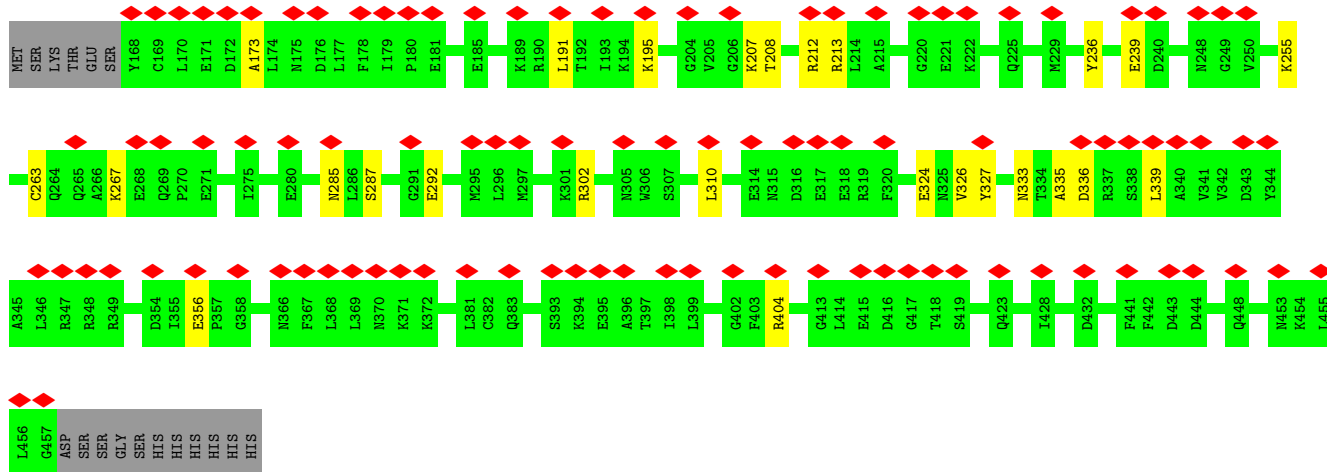 MET SER LYS THR GLU SER Y168 C169 L170 E171 D172 A173 L174 N175 D176 L177 F178 I179 P180 E181 E185 K189 R190 L191 T192 I193 K194 K195 G204 V205 G206 K207 T208 R212 R213 L214 A215 G220 E221 K222 Q225 M229 Y236 E239 D240 N248 G249 V250 K255
C263 Q264 Q265 A266 K267 E268 Q269 P270 E271 I275 E280 N285 L286 S287 G291 E292 M295 L296 M297 K301 R302 N305 W306 S307 L310 E314 N315 D316 E317 E318 R319 F320 E324 N325 V326 Y327 N333 T334 A335 D336 R337 S338 L339 A340 V341 V342 D343 Y344
A345 L346 R347 R348 R349 D354 I355 E356 P357 G358 N366 F367 L368 L369 N370 K371 K372 L381 C382 Q383 S393 K394 E395 A396 T397 I398 L399 G402 F403 R404 G413 L414 E415 D416 G417 T418 S419 Q423 I428 D432 F441 F442 D443 D444 Q448 N453 K454 L455
L456 G457 ASP SER SER GLY SER HIS HIS HIS HIS HIS HIS